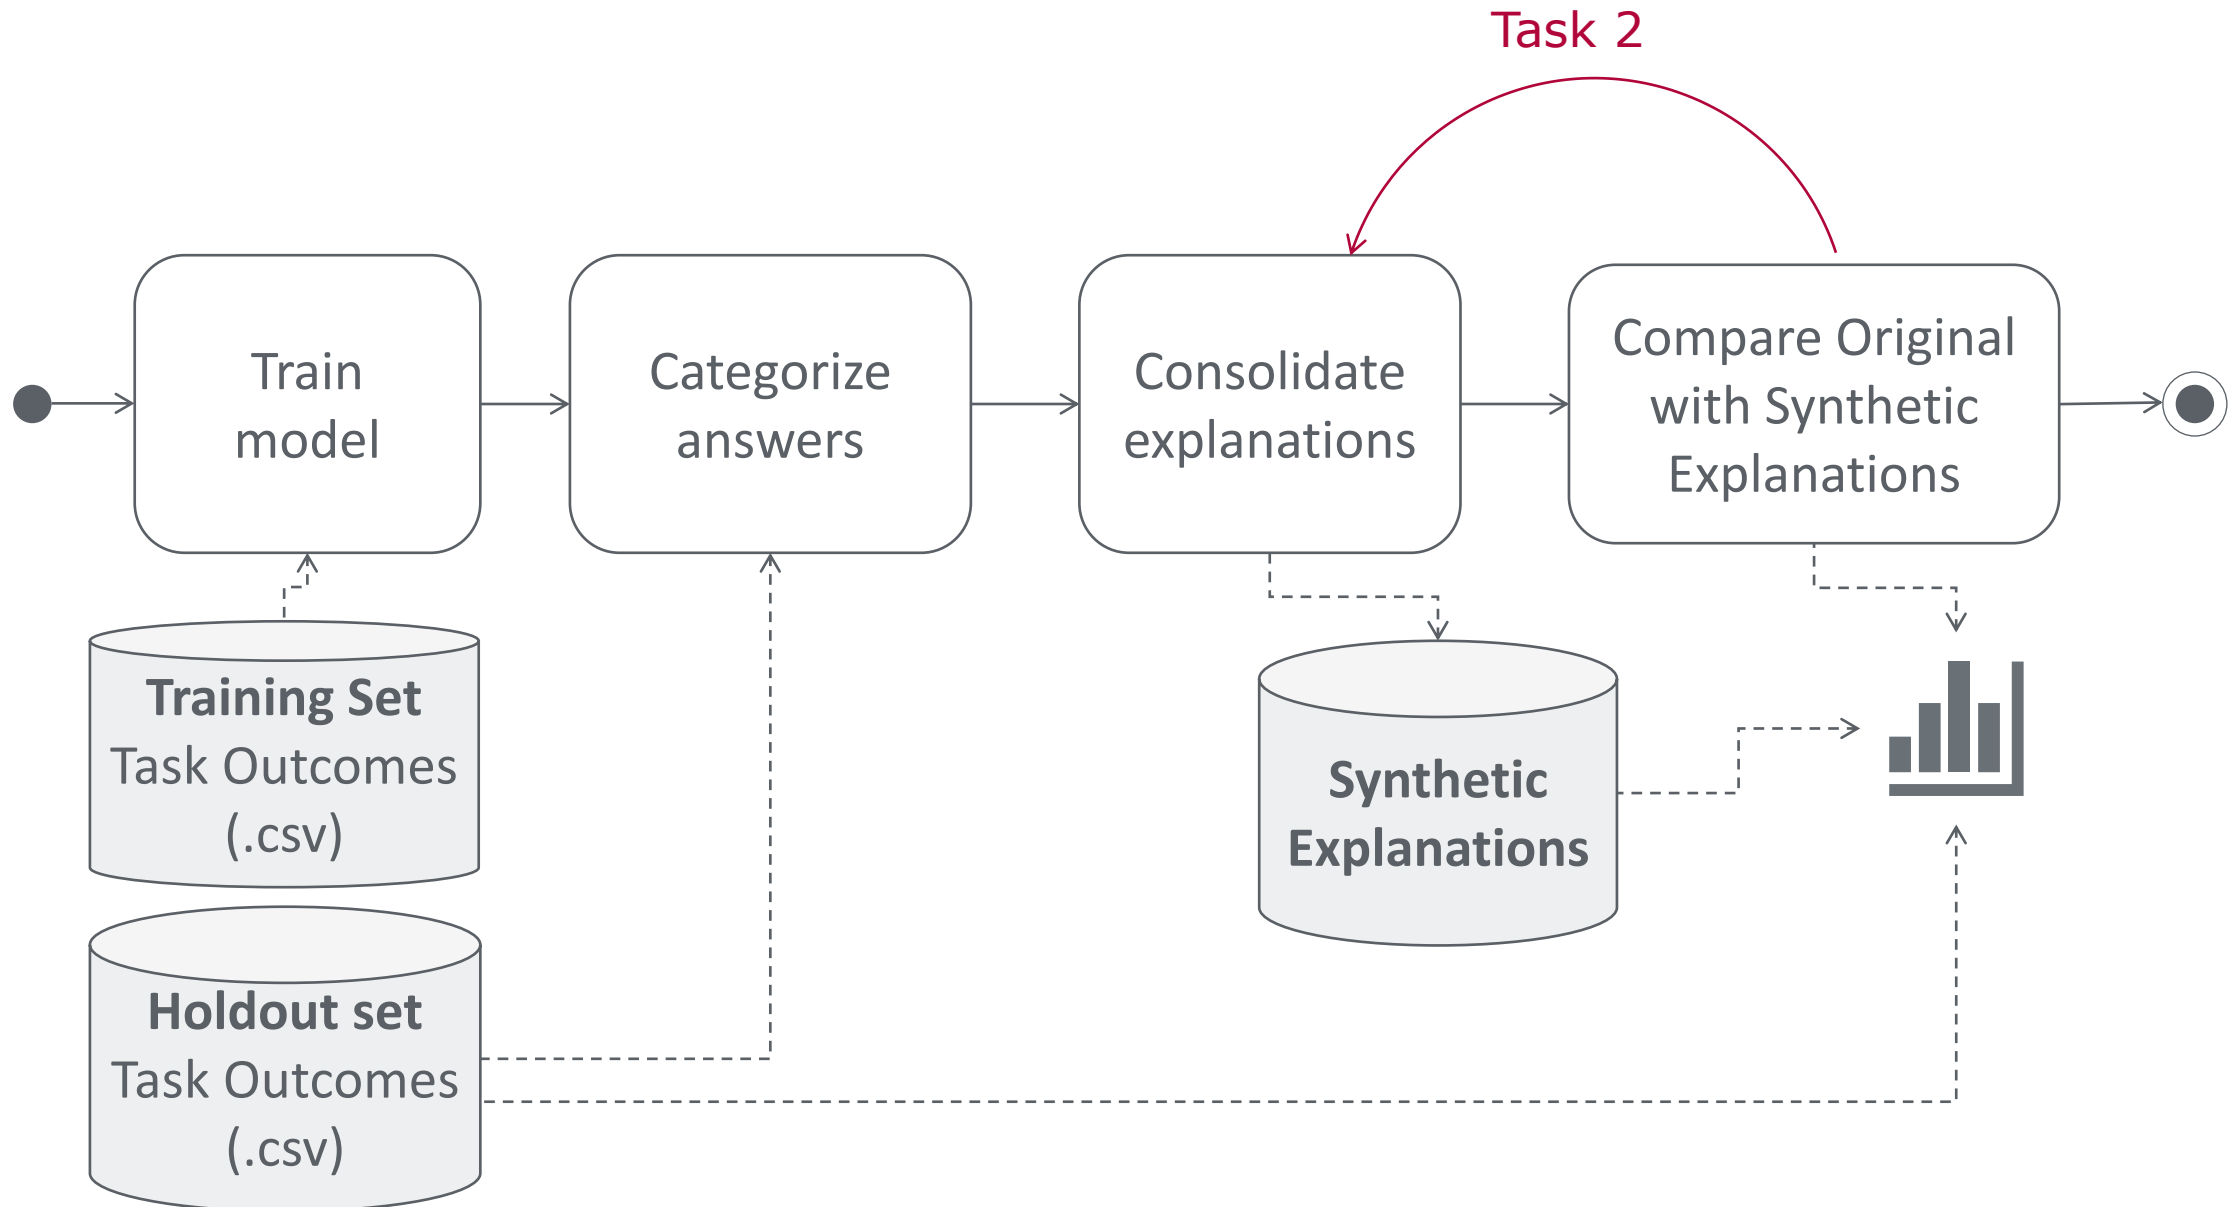 Task 2
Train
model
Categorize
answers
Consolidate
explanations
Compare Original
with Synthetic
Explanations
Training Set
Task Outcomes
(.csv)
Synthetic
Explanations
Holdout set
Task Outcomes
(.csv)